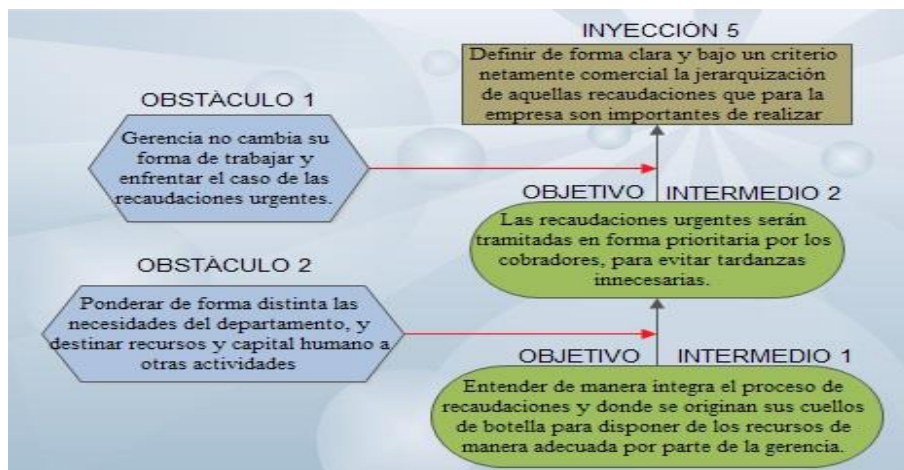 INYECCIÓN 5
Definir de forma clara y bajo un criterio
netamente comercial la jerarquización
de aquellas recaudaciones que para la
empresa son importantes de realizar
OBSTÀCULO 1
Gerencia no cambia su
forma de trabajar y
enfrentar el caso de las
recaudaciones urgentes.
OBJETIVO INTERMEDIO 2
Las recaudaciones urgentes serán
tramitadas en forma prioritaria por los
cobradores, para evitar tardanzas
innecesarias.
OBSTÀCULO 2
Ponderar de forma distinta las
necesidades del departamento, y
destinar recursos y capital humano a
otras actividades
OBJETIVO INTERMEDIO 1
Entender de manera integra el proceso de
recaudaciones y donde se originan sus cuellos
de botella para disponer de los recursos de
manera adecuada por parte de la gerencia.